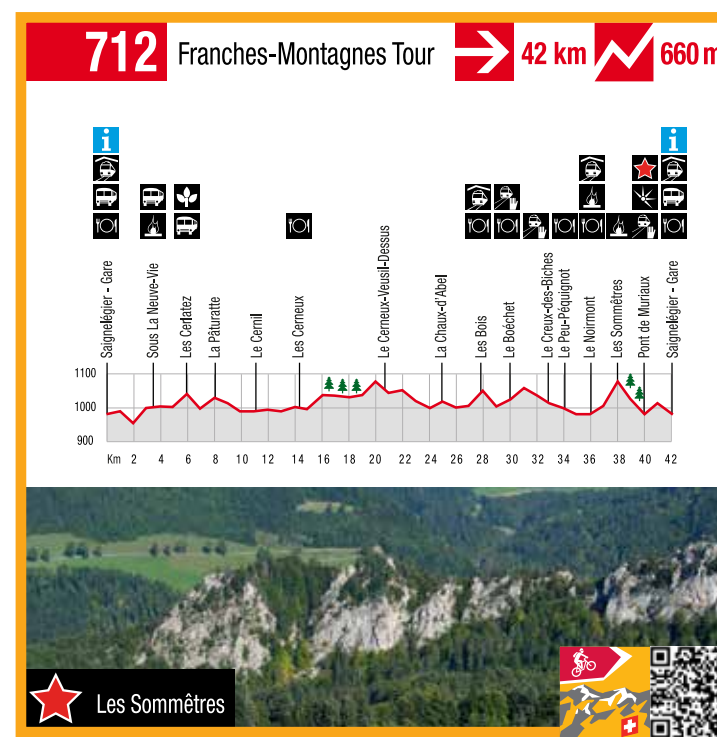 712 Franches-Montagnes Tour 42 km 660 m
i i
Saignelégier - Gare
Sous La Neuve-Vie
Les Cerlatez
La Pâturatte
Le Cernil
Les Cerneux
Le Cerneux-Veusil-Dessus
La Chaux-d'Abel
Les Bois
Le Boéchet
Le Creux-des-Biches
Le Peu-Péquignot
Le Noirmont
Les Sommêtres
Pont de Muriaux
Saignelégier - Gare
1100
1000
900
Km 2 4 6 8 10 12 14 16 18 20 22 24 26 28 30 32 34 36 38 40 42
Les Sommêtres